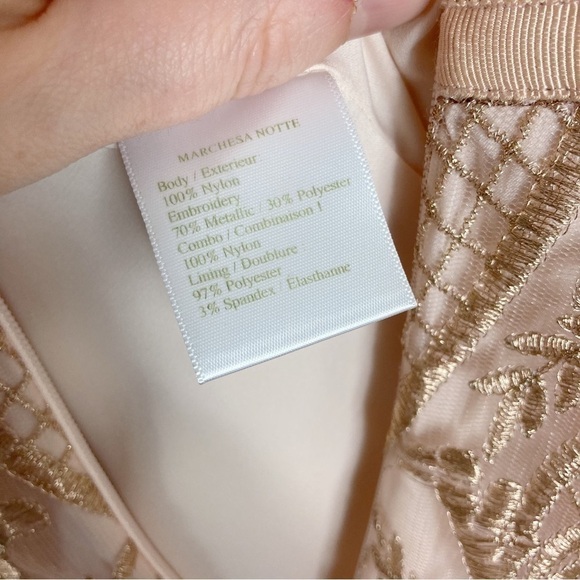 MARCHESA NOTTE
Body / Exterieur
100% Nylon
Embroidery
70% Metallic / 30% Polyester
Combo / Combinaison 1
100% Nylon
Lining / Doublure
97% Polyester
3% Spandex / Elasthanne